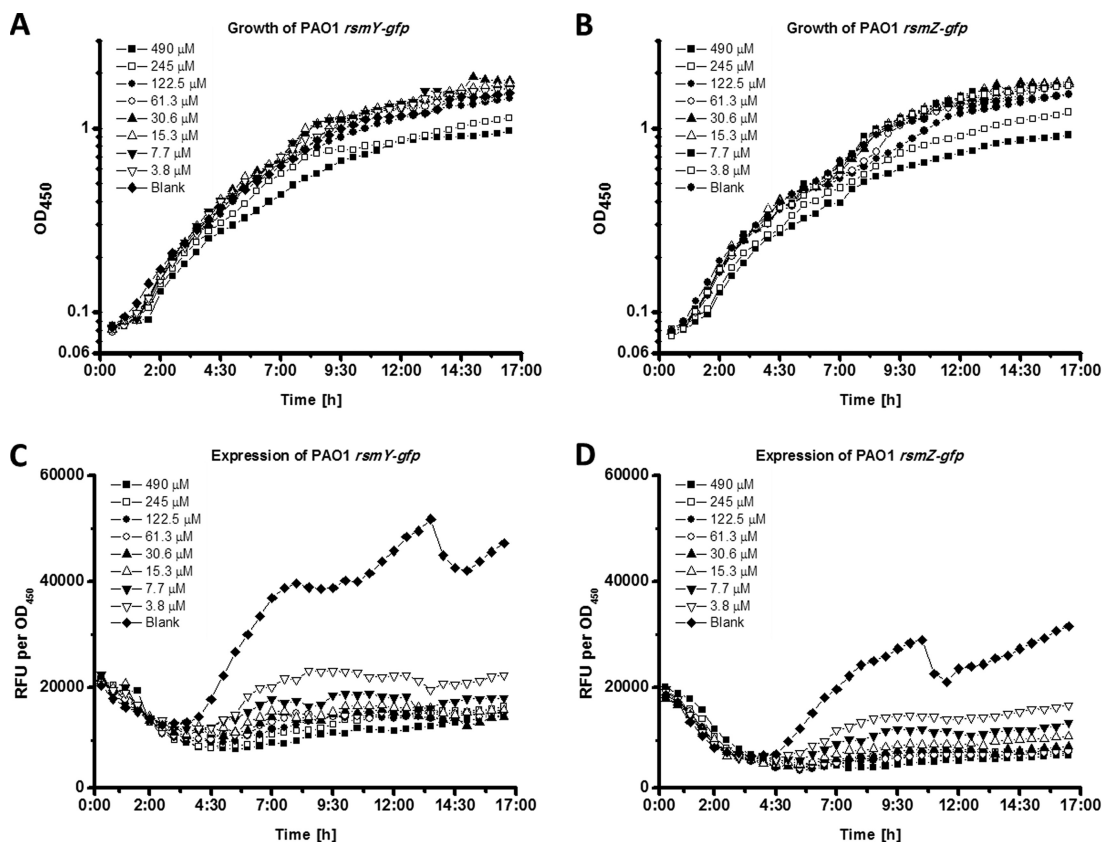 A
Growth of PAO1 rsmY-gfp
490 µM
245 µM
122.5 µM
61.3 µM
30.6 µM
15.3 µM
7.7 µM
3.8 µM
Blank
OD450
1
0.1
0.06
0:00 2:00 4:30 7:00 9:30 12:00 14:30 17:00
Time [h]
B
Growth of PAO1 rsmZ-gfp
490 µM
245 µM
122.5 µM
61.3 µM
30.6 µM
15.3 µM
7.7 µM
3.8 µM
Blank
OD450
1
0.1
0.06
0:00 2:00 4:30 7:00 9:30 12:00 14:30 17:00
Time [h]
C
Expression of PAO1 rsmY-gfp
490 µM
245 µM
122.5 µM
61.3 µM
30.6 µM
15.3 µM
7.7 µM
3.8 µM
Blank
RFU per OD450
60000
40000
20000
0
0:00 2:00 4:30 7:00 9:30 12:00 14:30 17:00
Time [h]
D
Expression of PAO1 rsmZ-gfp
490 µM
245 µM
122.5 µM
61.3 µM
30.6 µM
15.3 µM
7.7 µM
3.8 µM
Blank
RFU per OD450
60000
40000
20000
0
0:00 2:00 4:30 7:00 9:30 12:00 14:30 17:00
Time [h]